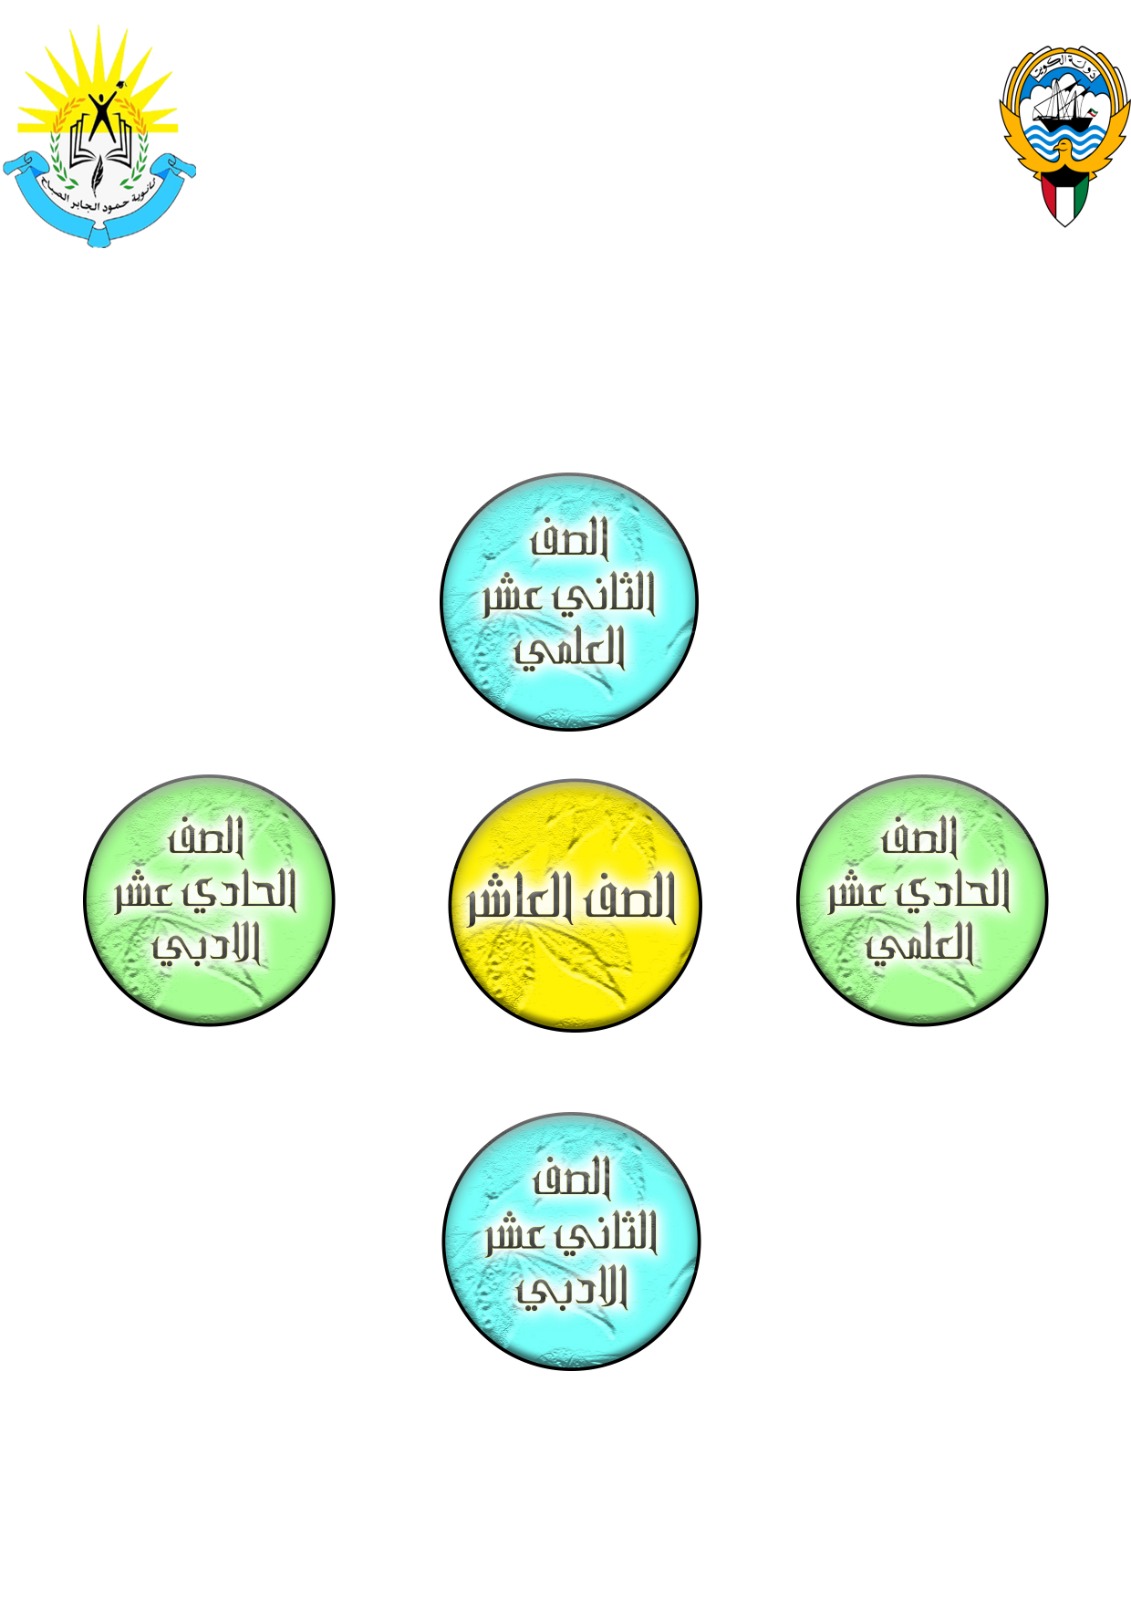 دولة الكويت
ثانوية حمود الجابر الصباح
الصف
الثاني عشر
العلمي
الصف
الحادي عشر
العلمي
الصف العاشر
الصف
الحادي عشر
الادبي
الصف
الثاني عشر
الادبي